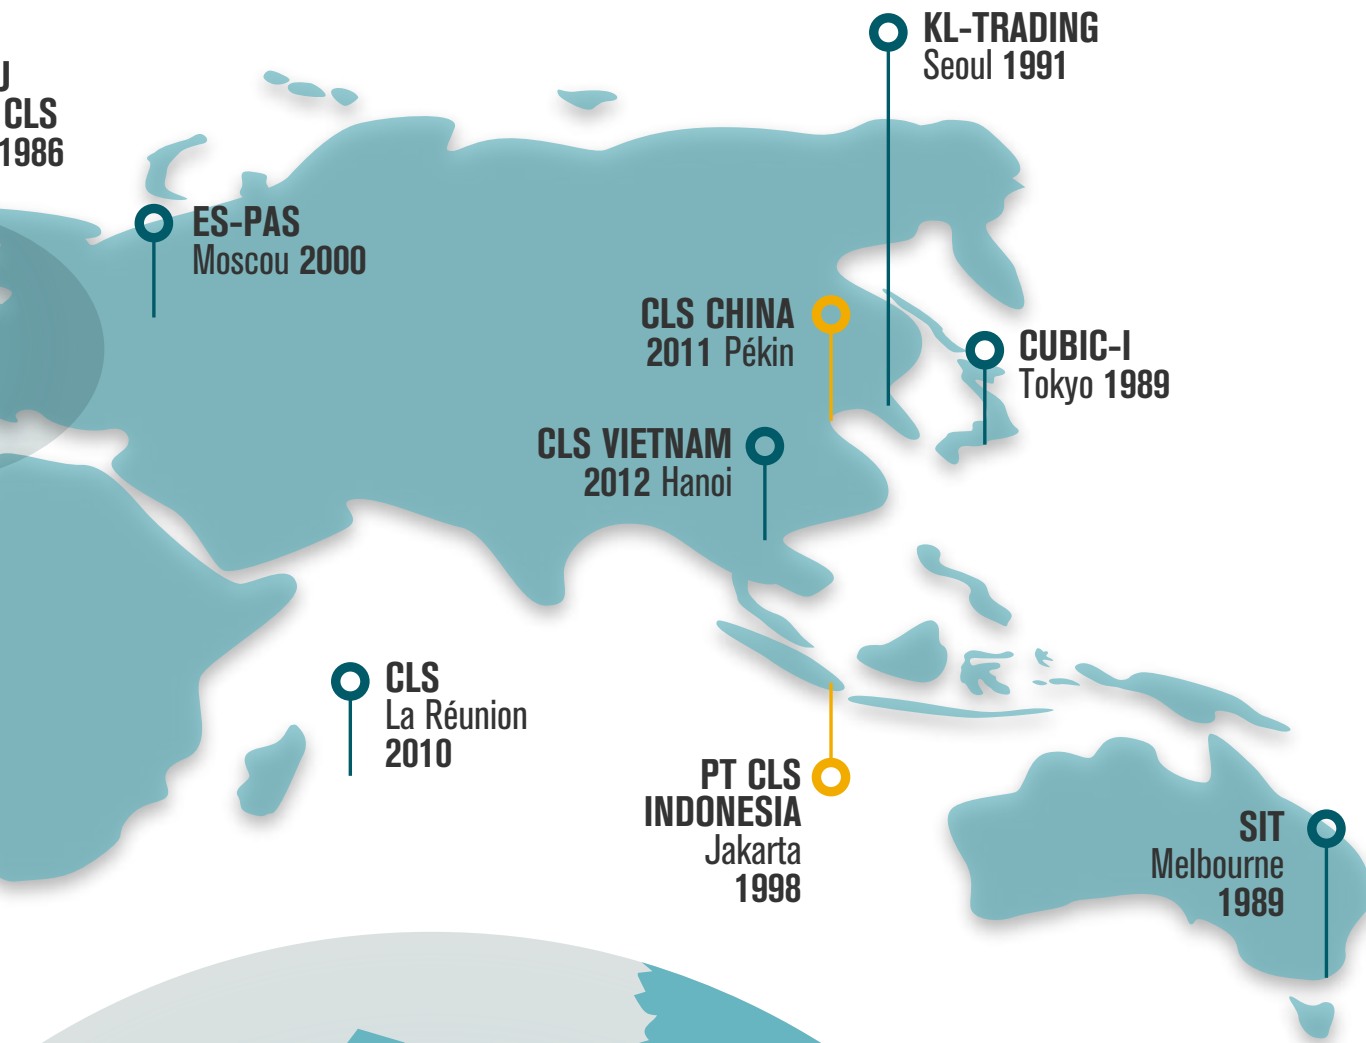 KL-TRADING
Seoul 1991
CLS
1986
ES-PAS
Moscou 2000
CLS CHINA
2011 Pékin
CUBIC-I
Tokyo 1989
CLS VIETNAM
2012 Hanoi
CLS
La Réunion
2010
PT CLS
INDONESIA
Jakarta
1998
SIT
Melbourne
1989